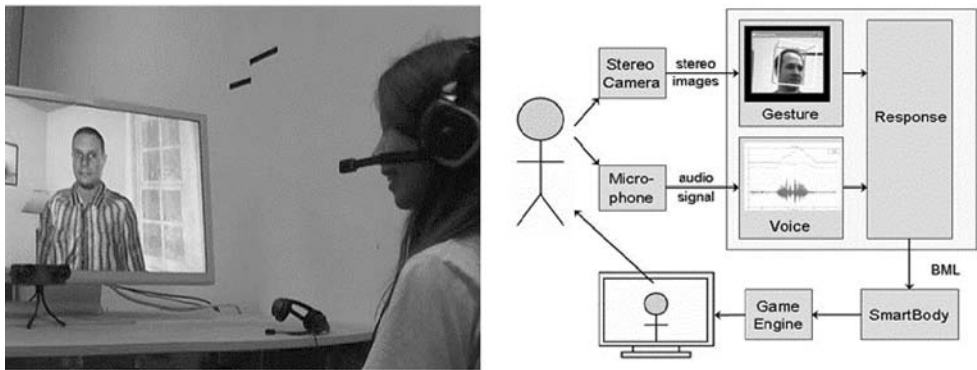 Stereo
Camera
stereo
images
Gesture
Response
Micro-
phone
audio
signal
Voice
BML
Game
Engine
SmartBody